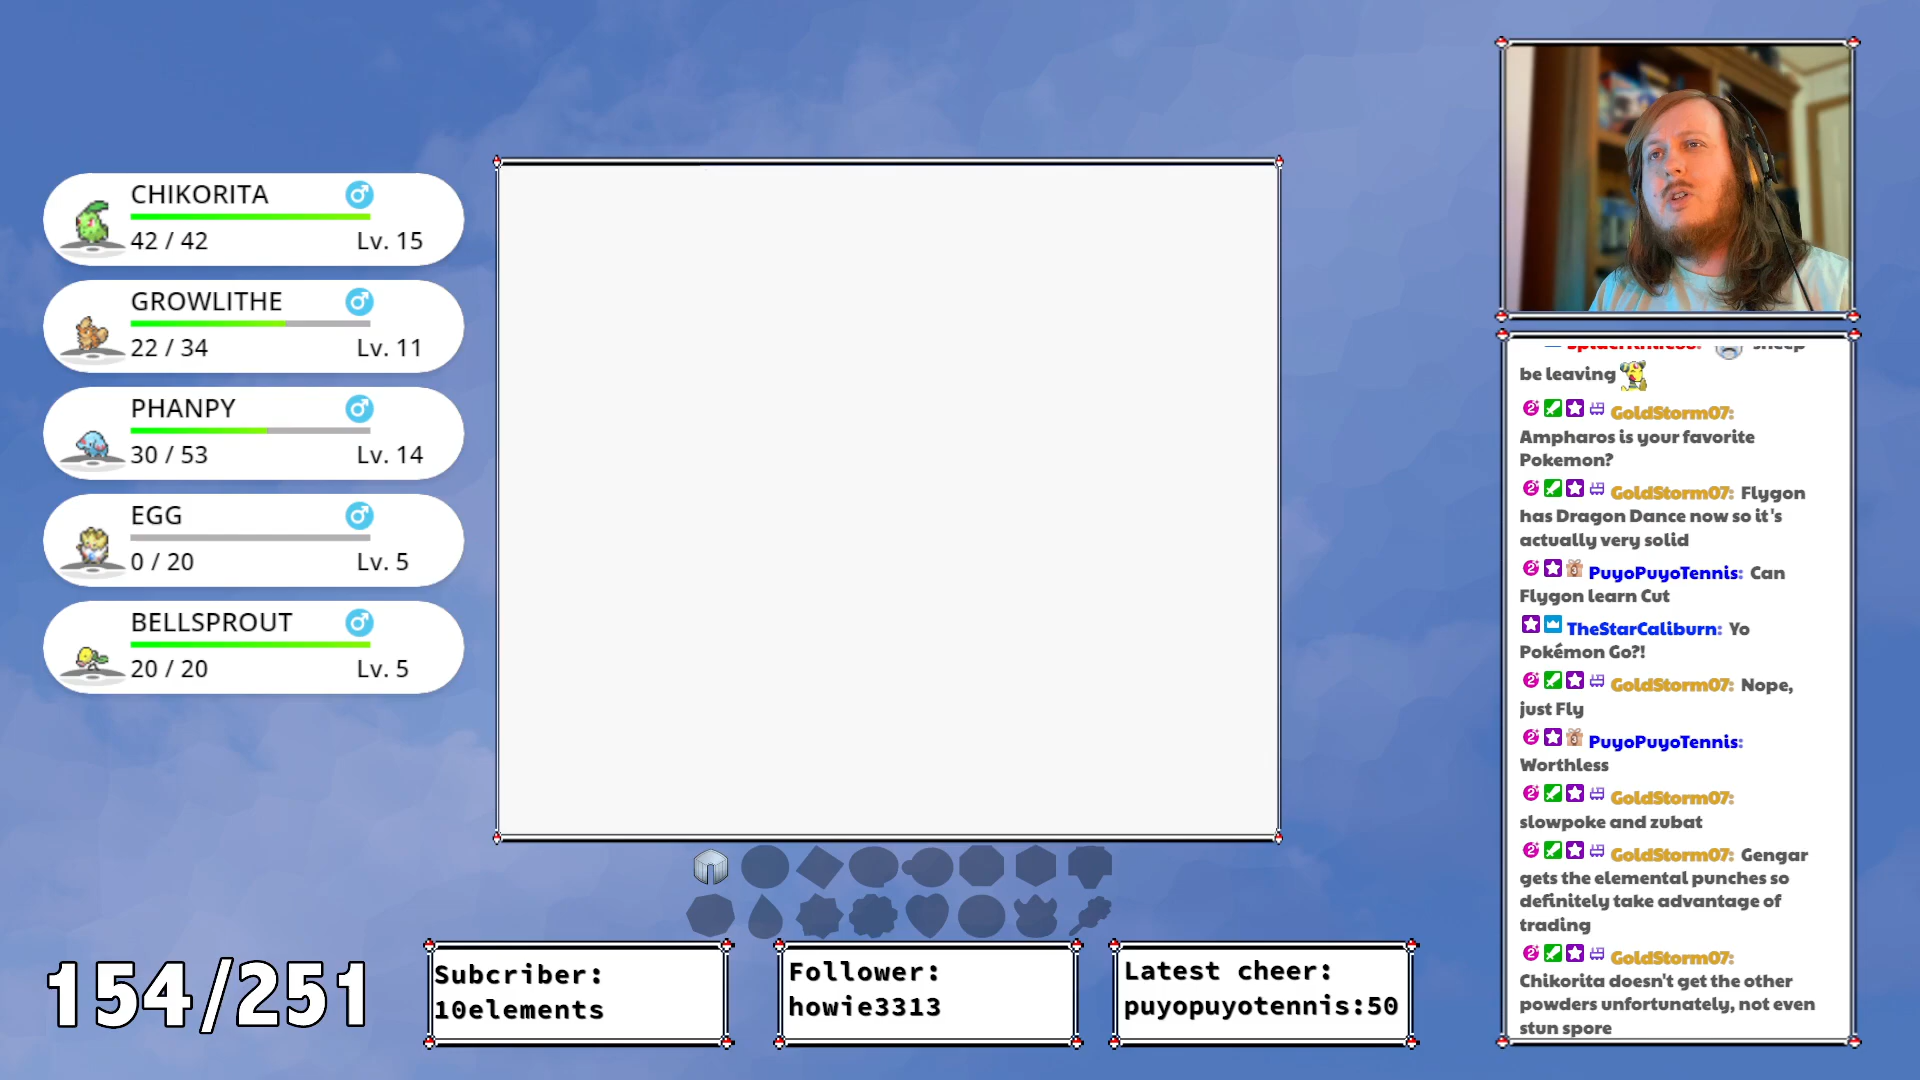 CHIKORITA
42 / 42 Lv. 15
GROWLITHE
22 / 34 Lv. 11
PHANPY
30 / 53 Lv. 14
EGG
0 / 20 Lv. 5
BELLSPROUT
20 / 20 Lv. 5
154/251
Subcriber:
10elements
Follower:
howie3313
Latest cheer:
puyopuyotennis:50
sheep
be leaving
GoldStorm07:
Ampharos is your favorite
Pokemon?
GoldStorm07: Flygon
has Dragon Dance now so it's
actually very solid
PuyoPuyoTennis: Can
Flygon learn Cut
TheStarCaliburn: Yo
Pokémon Go?!
GoldStorm07: Nope,
just Fly
PuyoPuyoTennis:
Worthless
GoldStorm07:
slowpoke and zubat
GoldStorm07: Gengar
gets the elemental punches so
definitely take advantage of
trading
GoldStorm07:
Chikorita doesn't get the other
powders unfortunately, not even
stun spore